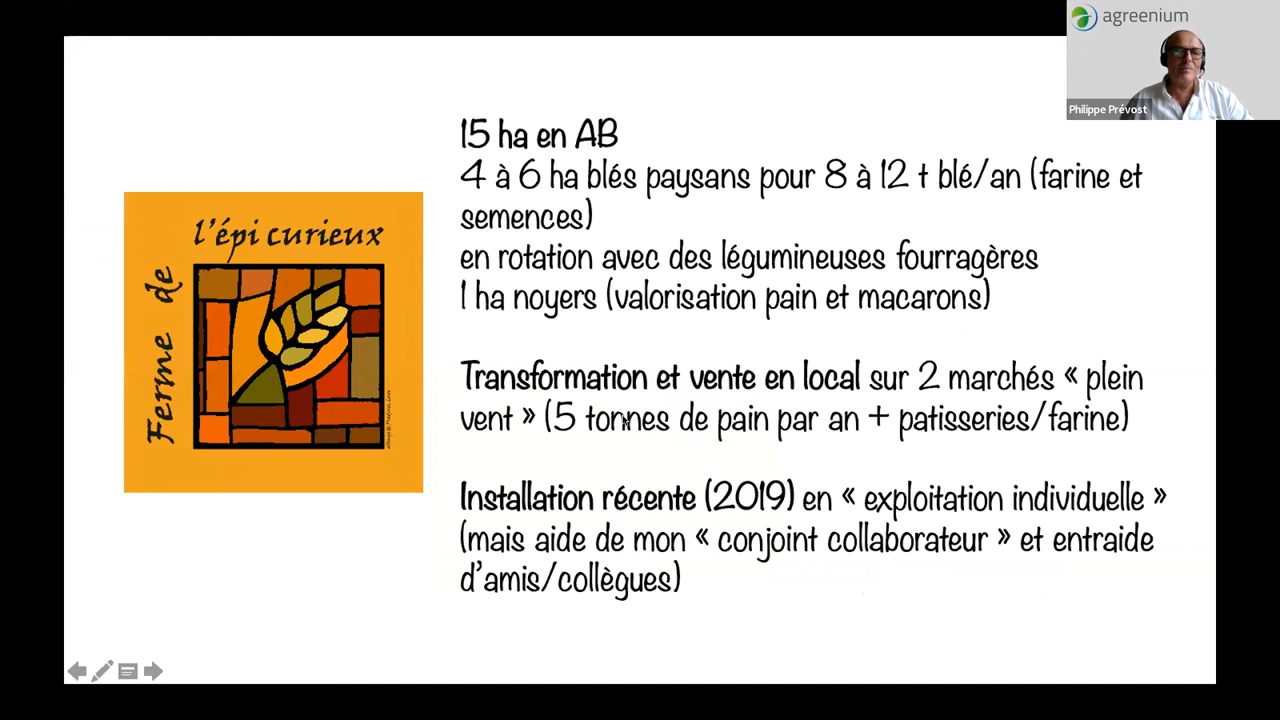 agreenium
Philippe Prévost
15 ha en AB
4 à 6 ha blés paysans pour 8 à 12 t blé/an (farine et
semences)
en rotation avec des légumineuses fourragères
1 ha noyers (valorisation pain et macarons)
Transformation et vente en local sur 2 marchés « plein
vent » (5 tonnes de pain par an + patisseries/farine)
Installation récente (2019) en « exploitation individuelle »
(mais aide de mon « conjoint collaborateur » et entraide
d'amis/collègues)
Ferme de
l'épi curieux